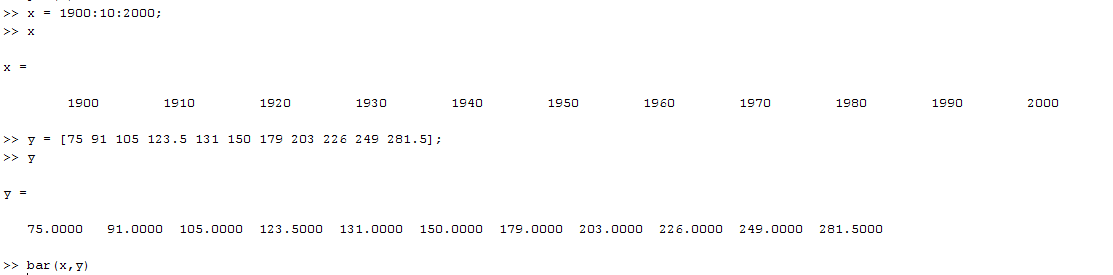 >> x = 1900:10:2000;
>> x
x =
1900 1910 1920 1930 1940 1950 1960 1970 1980 1990 2000
>> y = [75 91 105 123.5 131 150 179 203 226 249 281.5];
>> y
y =
75.0000 91.0000 105.0000 123.5000 131.0000 150.0000 179.0000 203.0000 226.0000 249.0000 281.5000
>> bar(x,y)